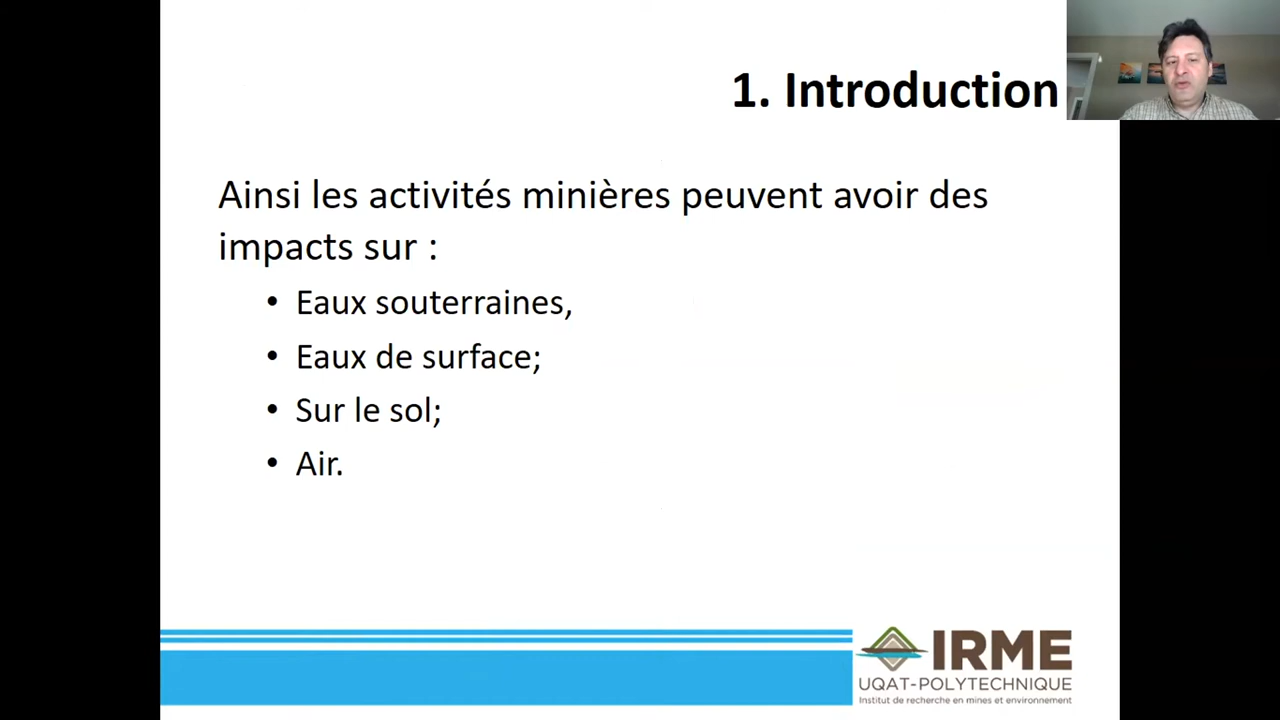 1. Introduction
Ainsi les activités minières peuvent avoir des
impacts sur :
• Eaux souterraines,
• Eaux de surface;
• Sur le sol;
• Air.
IRME
UQAT-POLYTECHNIQUE
Institut de recherche en mines et environnement